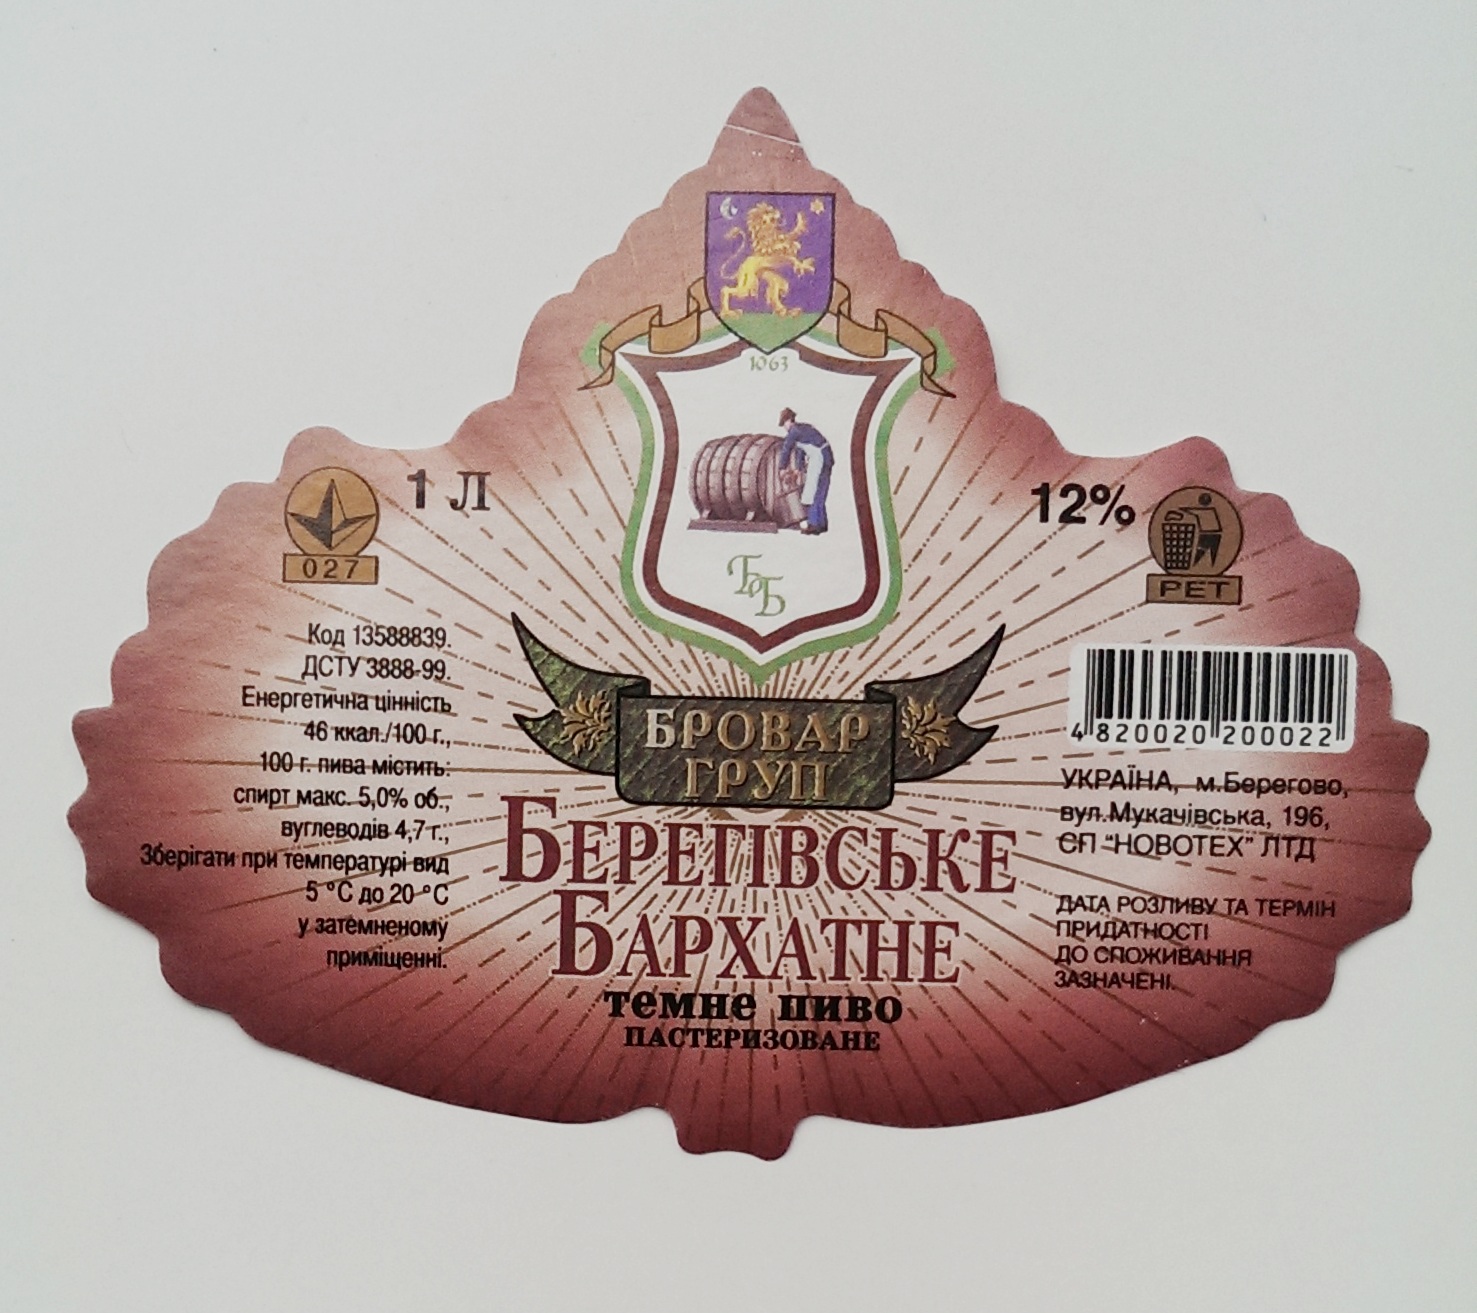 1063
ББ
1 Л
12%
027
PET
Код 13588839.
ДСТУ 3888-99.
Енергетична цінність
46 ккал./100 г.,
100 г. пива містить:
спирт макс. 5,0% об.,
вуглеводів 4,7 г.,
Зберігати при температурі вид
5 °С до 20 °С
у затемненому
приміщенні.
БРОВАР
ГРУП
БЕРЕГІВСЬКЕ
БАРХАТНЕ
темне пиво
ПАСТЕРИЗОВАНЕ
4 820020 200022
УКРАЇНА, м.Берегово,
вул.Мукачівська, 196,
СП "НОВОТЕХ" ЛТД
ДАТА РОЗЛИВУ ТА ТЕРМІН
ПРИДАТНОСТІ
ДО СПОЖИВАННЯ
ЗАЗНАЧЕНІ.